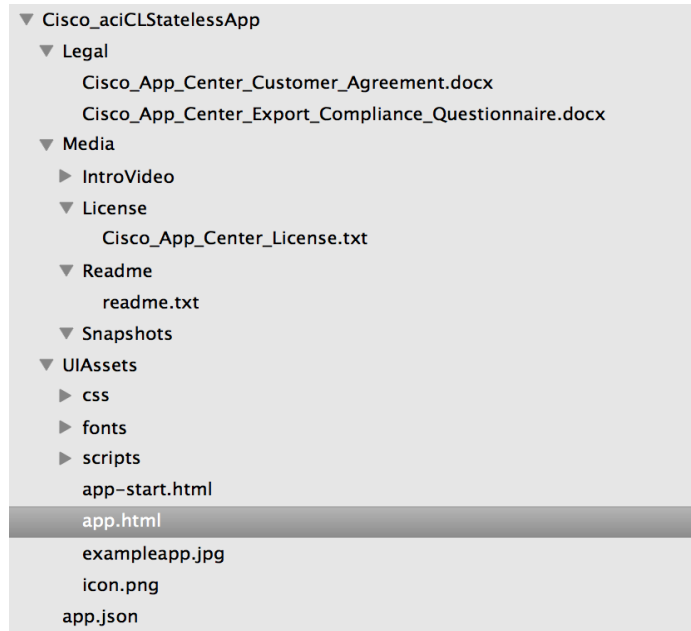 Cisco_aciCLStatelessApp
Legal
Cisco_App_Center_Customer_Agreement.docx
Cisco_App_Center_Export_Compliance_Questionnaire.docx
Media
IntroVideo
License
Cisco_App_Center_License.txt
Readme
readme.txt
Snapshots
UIAssets
css
fonts
scripts
app-start.html
app.html
exampleapp.jpg
icon.png
app.json